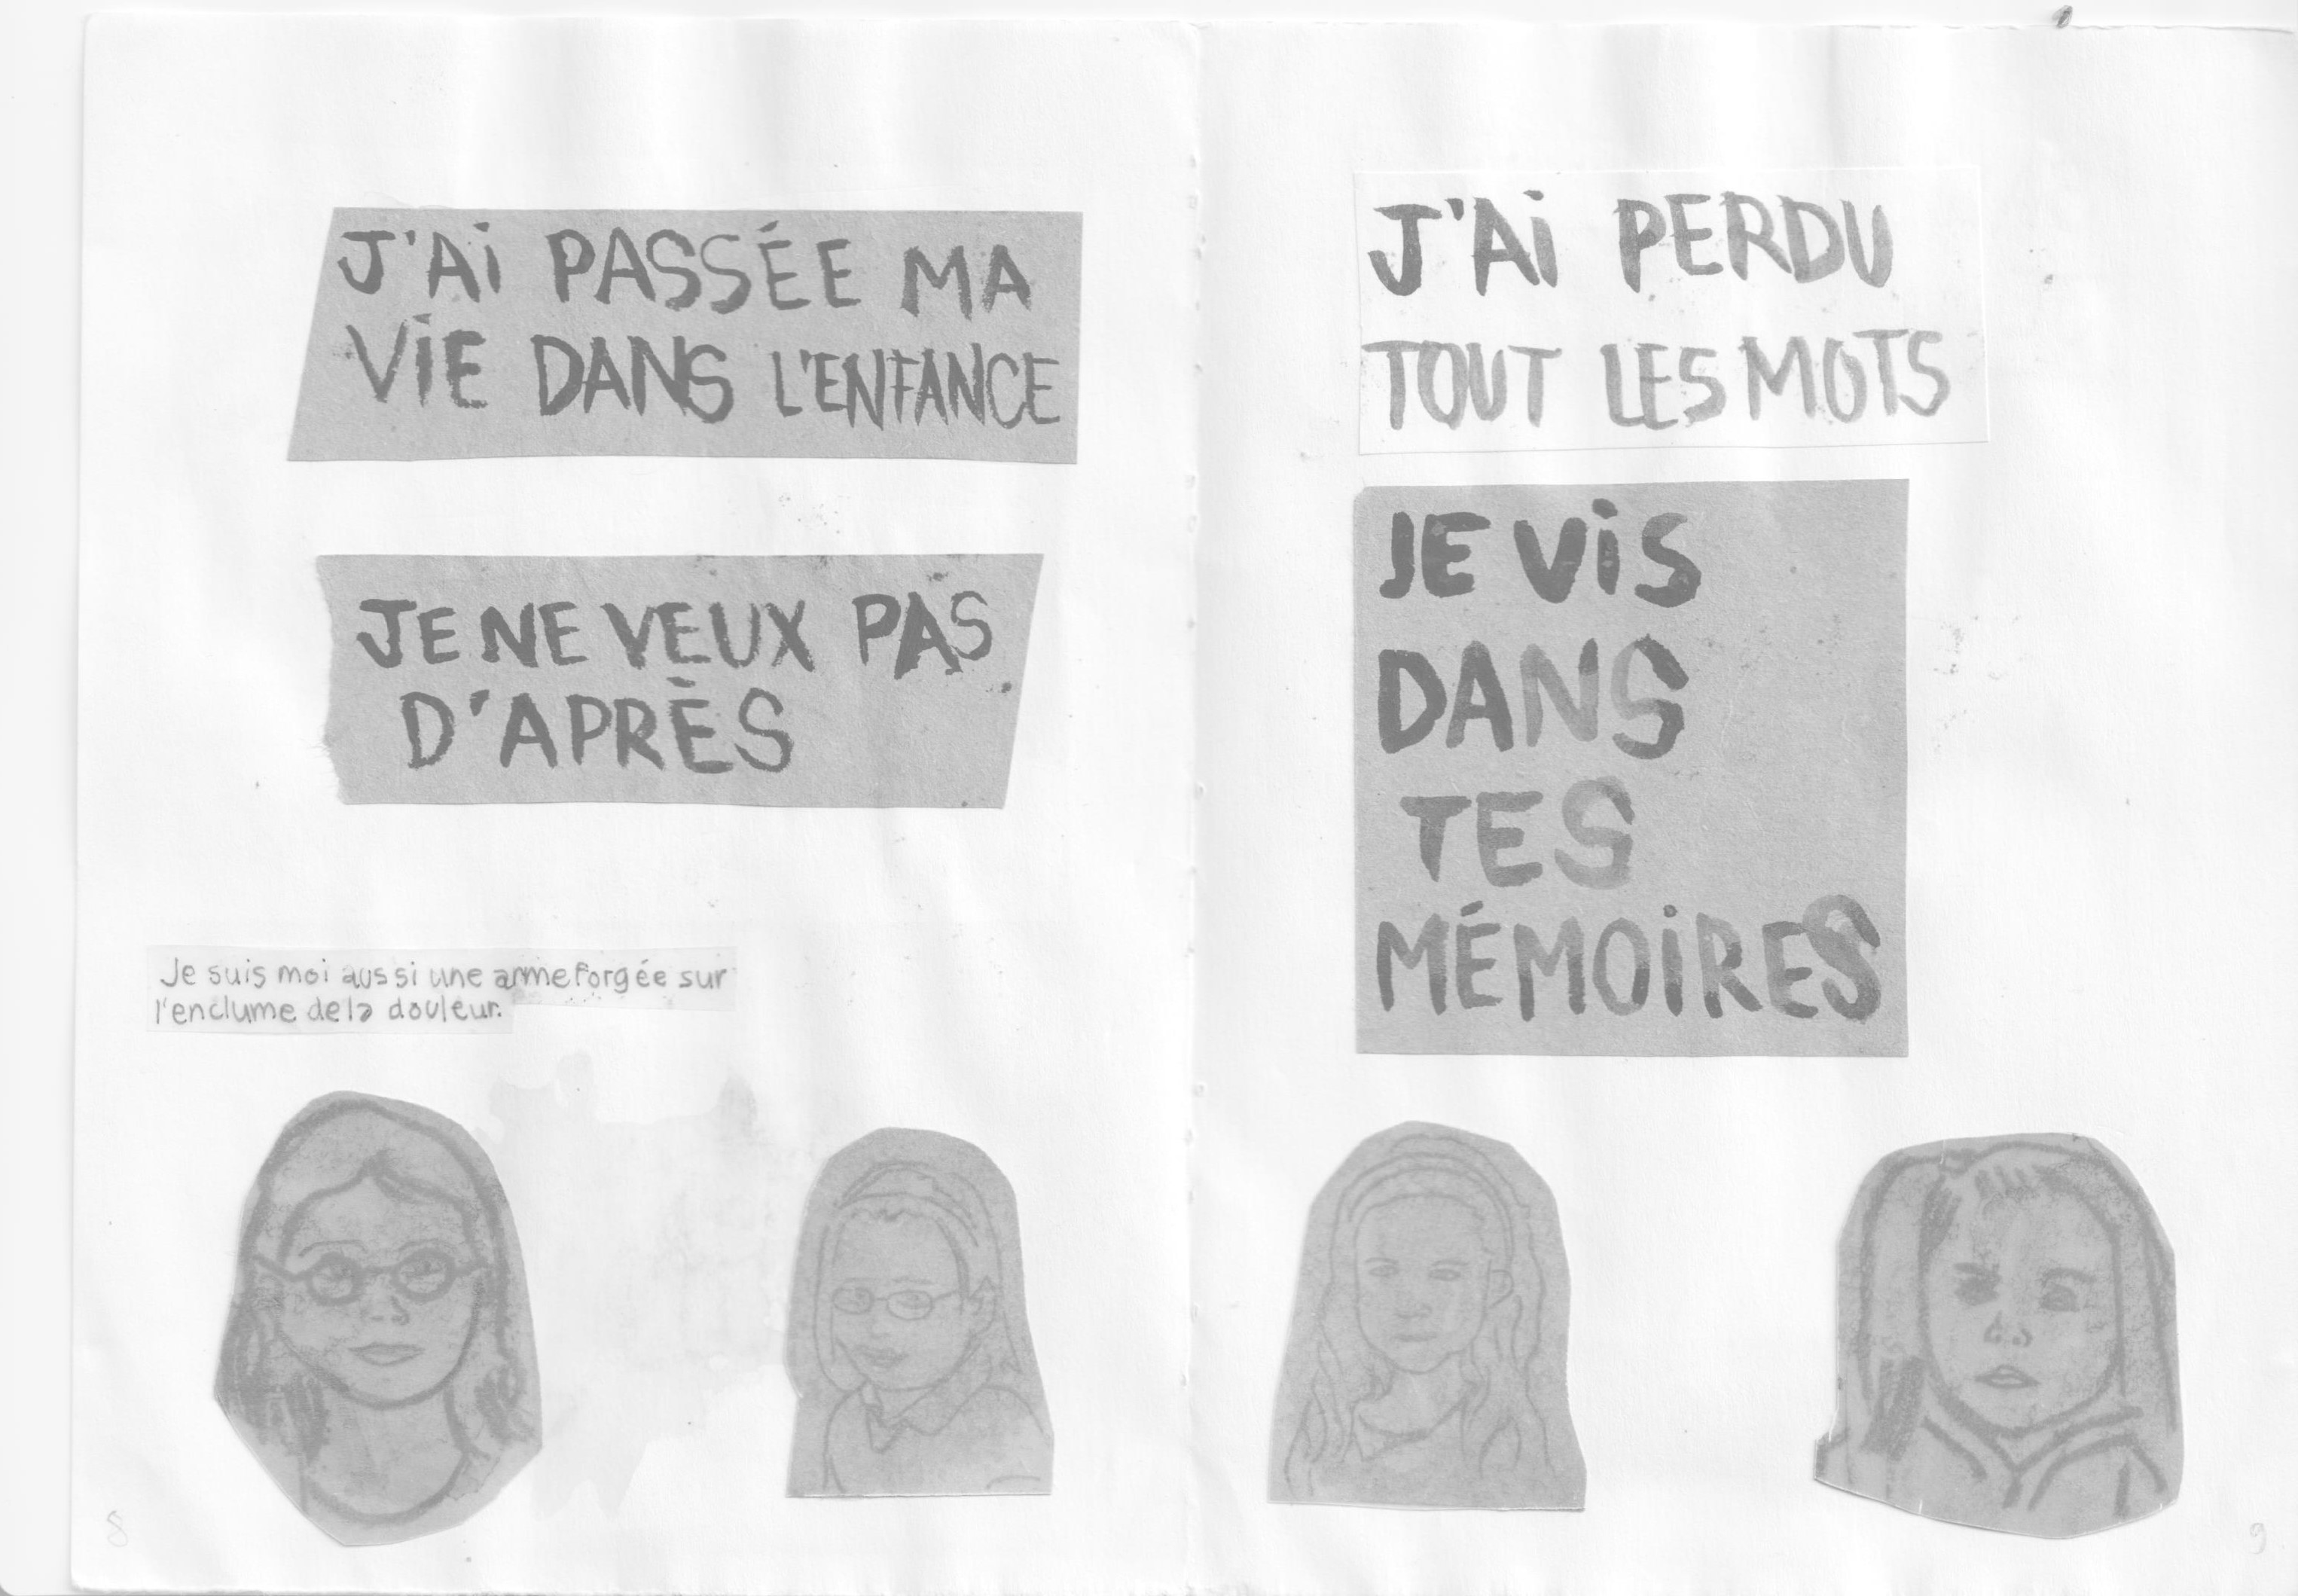 J'Ai PASSÉE MA
ViE DANS L'ENFANCE
JE NE VEUX PAS
D'APRÈS
Je suis moi aussi une arme forgée sur
l'enclume de la douleur.
8
J'Ai PERDU
TOUT LES MOTS
JE ViS
DANS
TES
MÉMOiRES
9